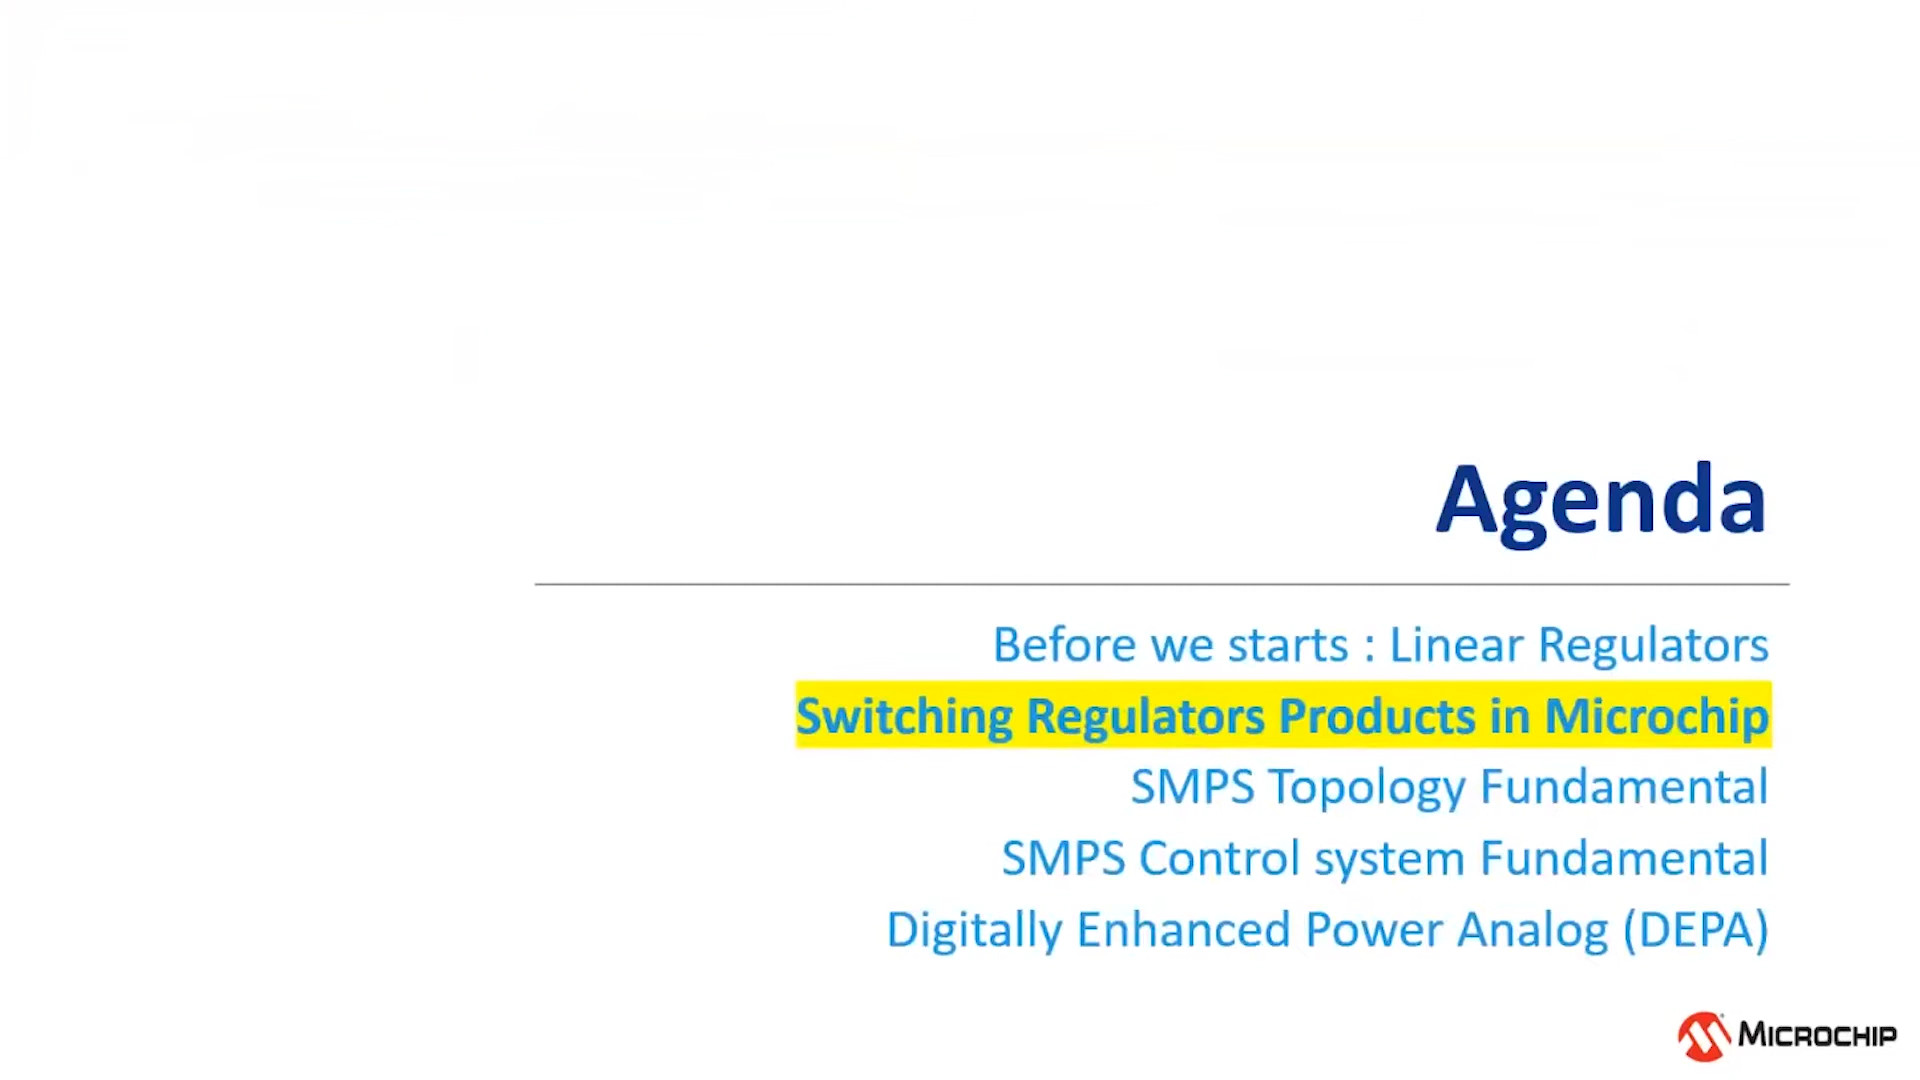 Agenda
Before we starts : Linear Regulators
Switching Regulators Products in Microchip
SMPS Topology Fundamental
SMPS Control system Fundamental
Digitally Enhanced Power Analog (DEPA)
MICROCHIP